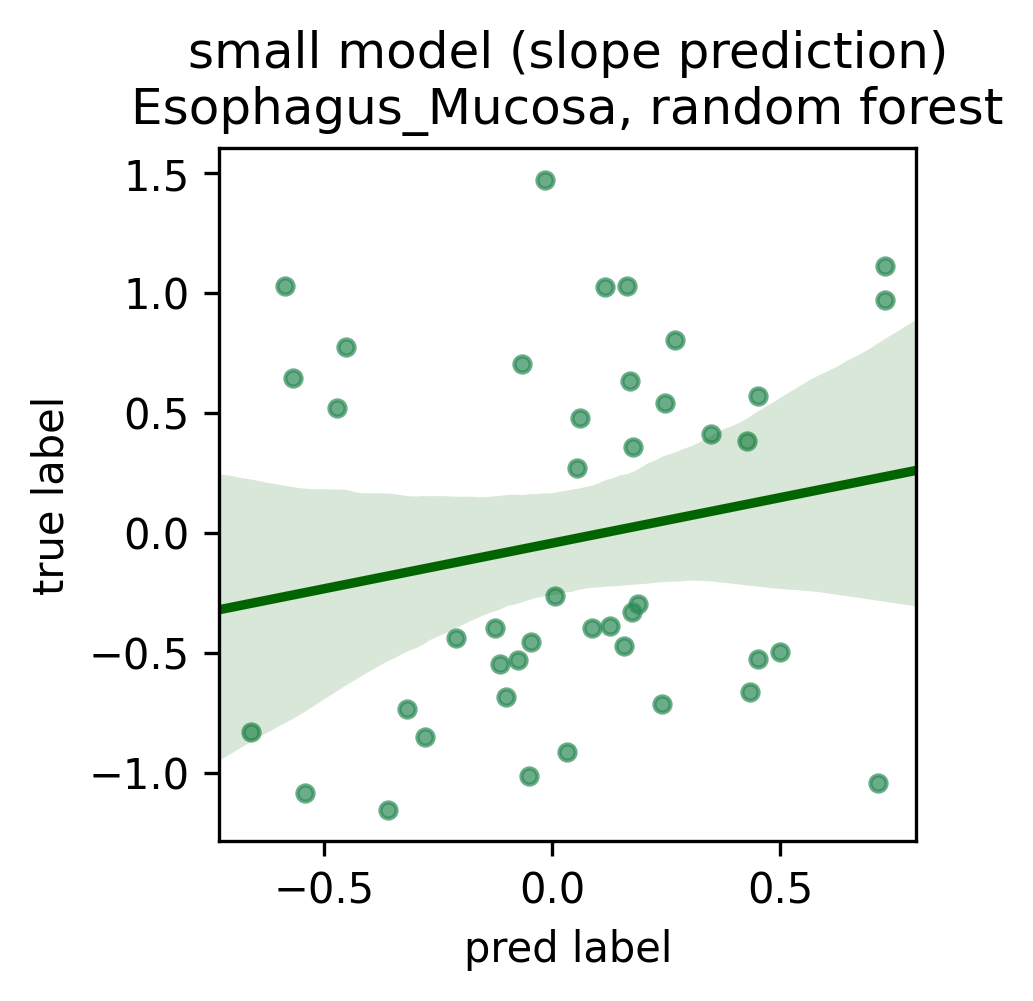 small model (slope prediction)
Esophagus_Mucosa, random forest
1.5
1.0
0.5
0.0
−0.5
−1.0
true label
−0.5 0.0 0.5
pred label